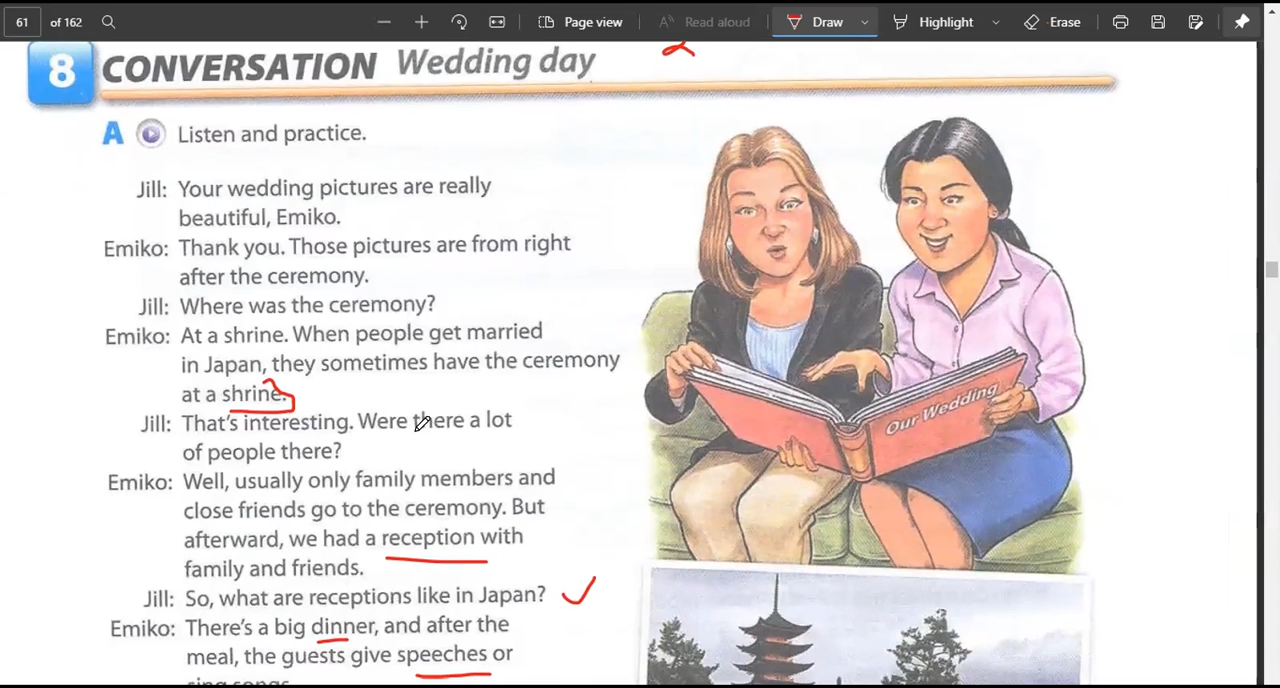 61 of 162 Page view Read aloud Draw Highlight Erase
8 CONVERSATION Wedding day
A Listen and practice.
Jill: Your wedding pictures are really
beautiful, Emiko.
Emiko: Thank you. Those pictures are from right
after the ceremony.
Jill: Where was the ceremony?
Emiko: At a shrine. When people get married
in Japan, they sometimes have the ceremony
at a shrine.
Jill: That's interesting. Were there a lot
of people there?
Emiko: Well, usually only family members and
close friends go to the ceremony. But
afterward, we had a reception with
family and friends.
Jill: So, what are receptions like in Japan?
Emiko: There's a big dinner, and after the
meal, the guests give speeches or
sing songs.
Our Wedding